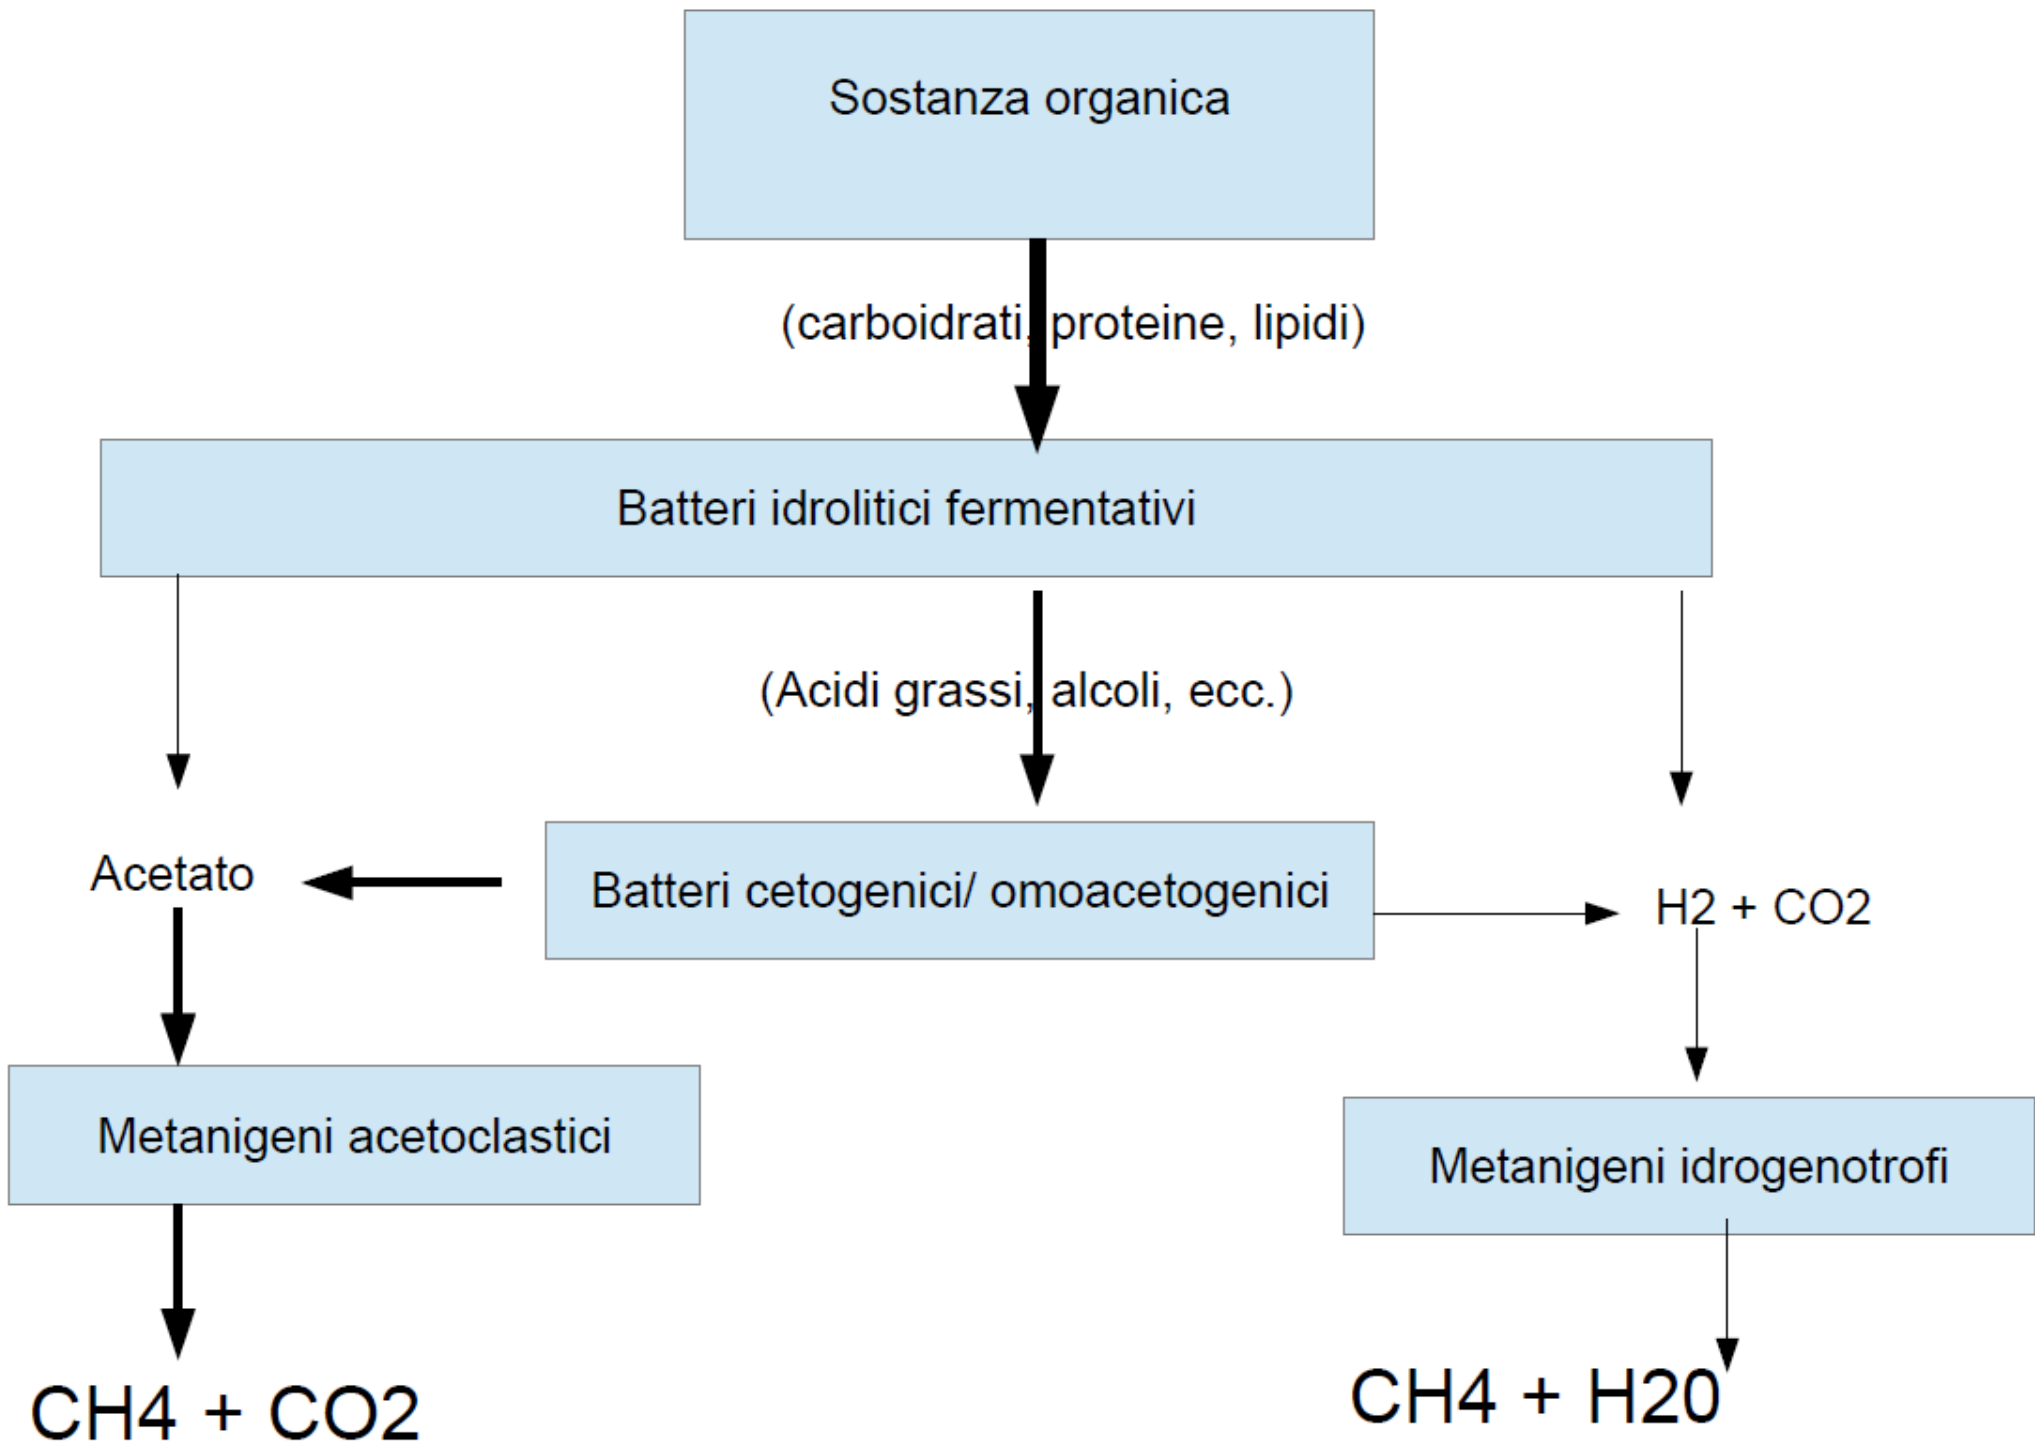 Sostanza organica
(carboidrati, proteine, lipidi)
Batteri idrolitici fermentativi
(Acidi grassi, alcoli, ecc.)
Acetato
Batteri cetogenici/ omoacetogenici
H2 + CO2
Metanigeni acetoclastici
Metanigeni idrogenotrofi
CH4 + CO2
CH4 + H20